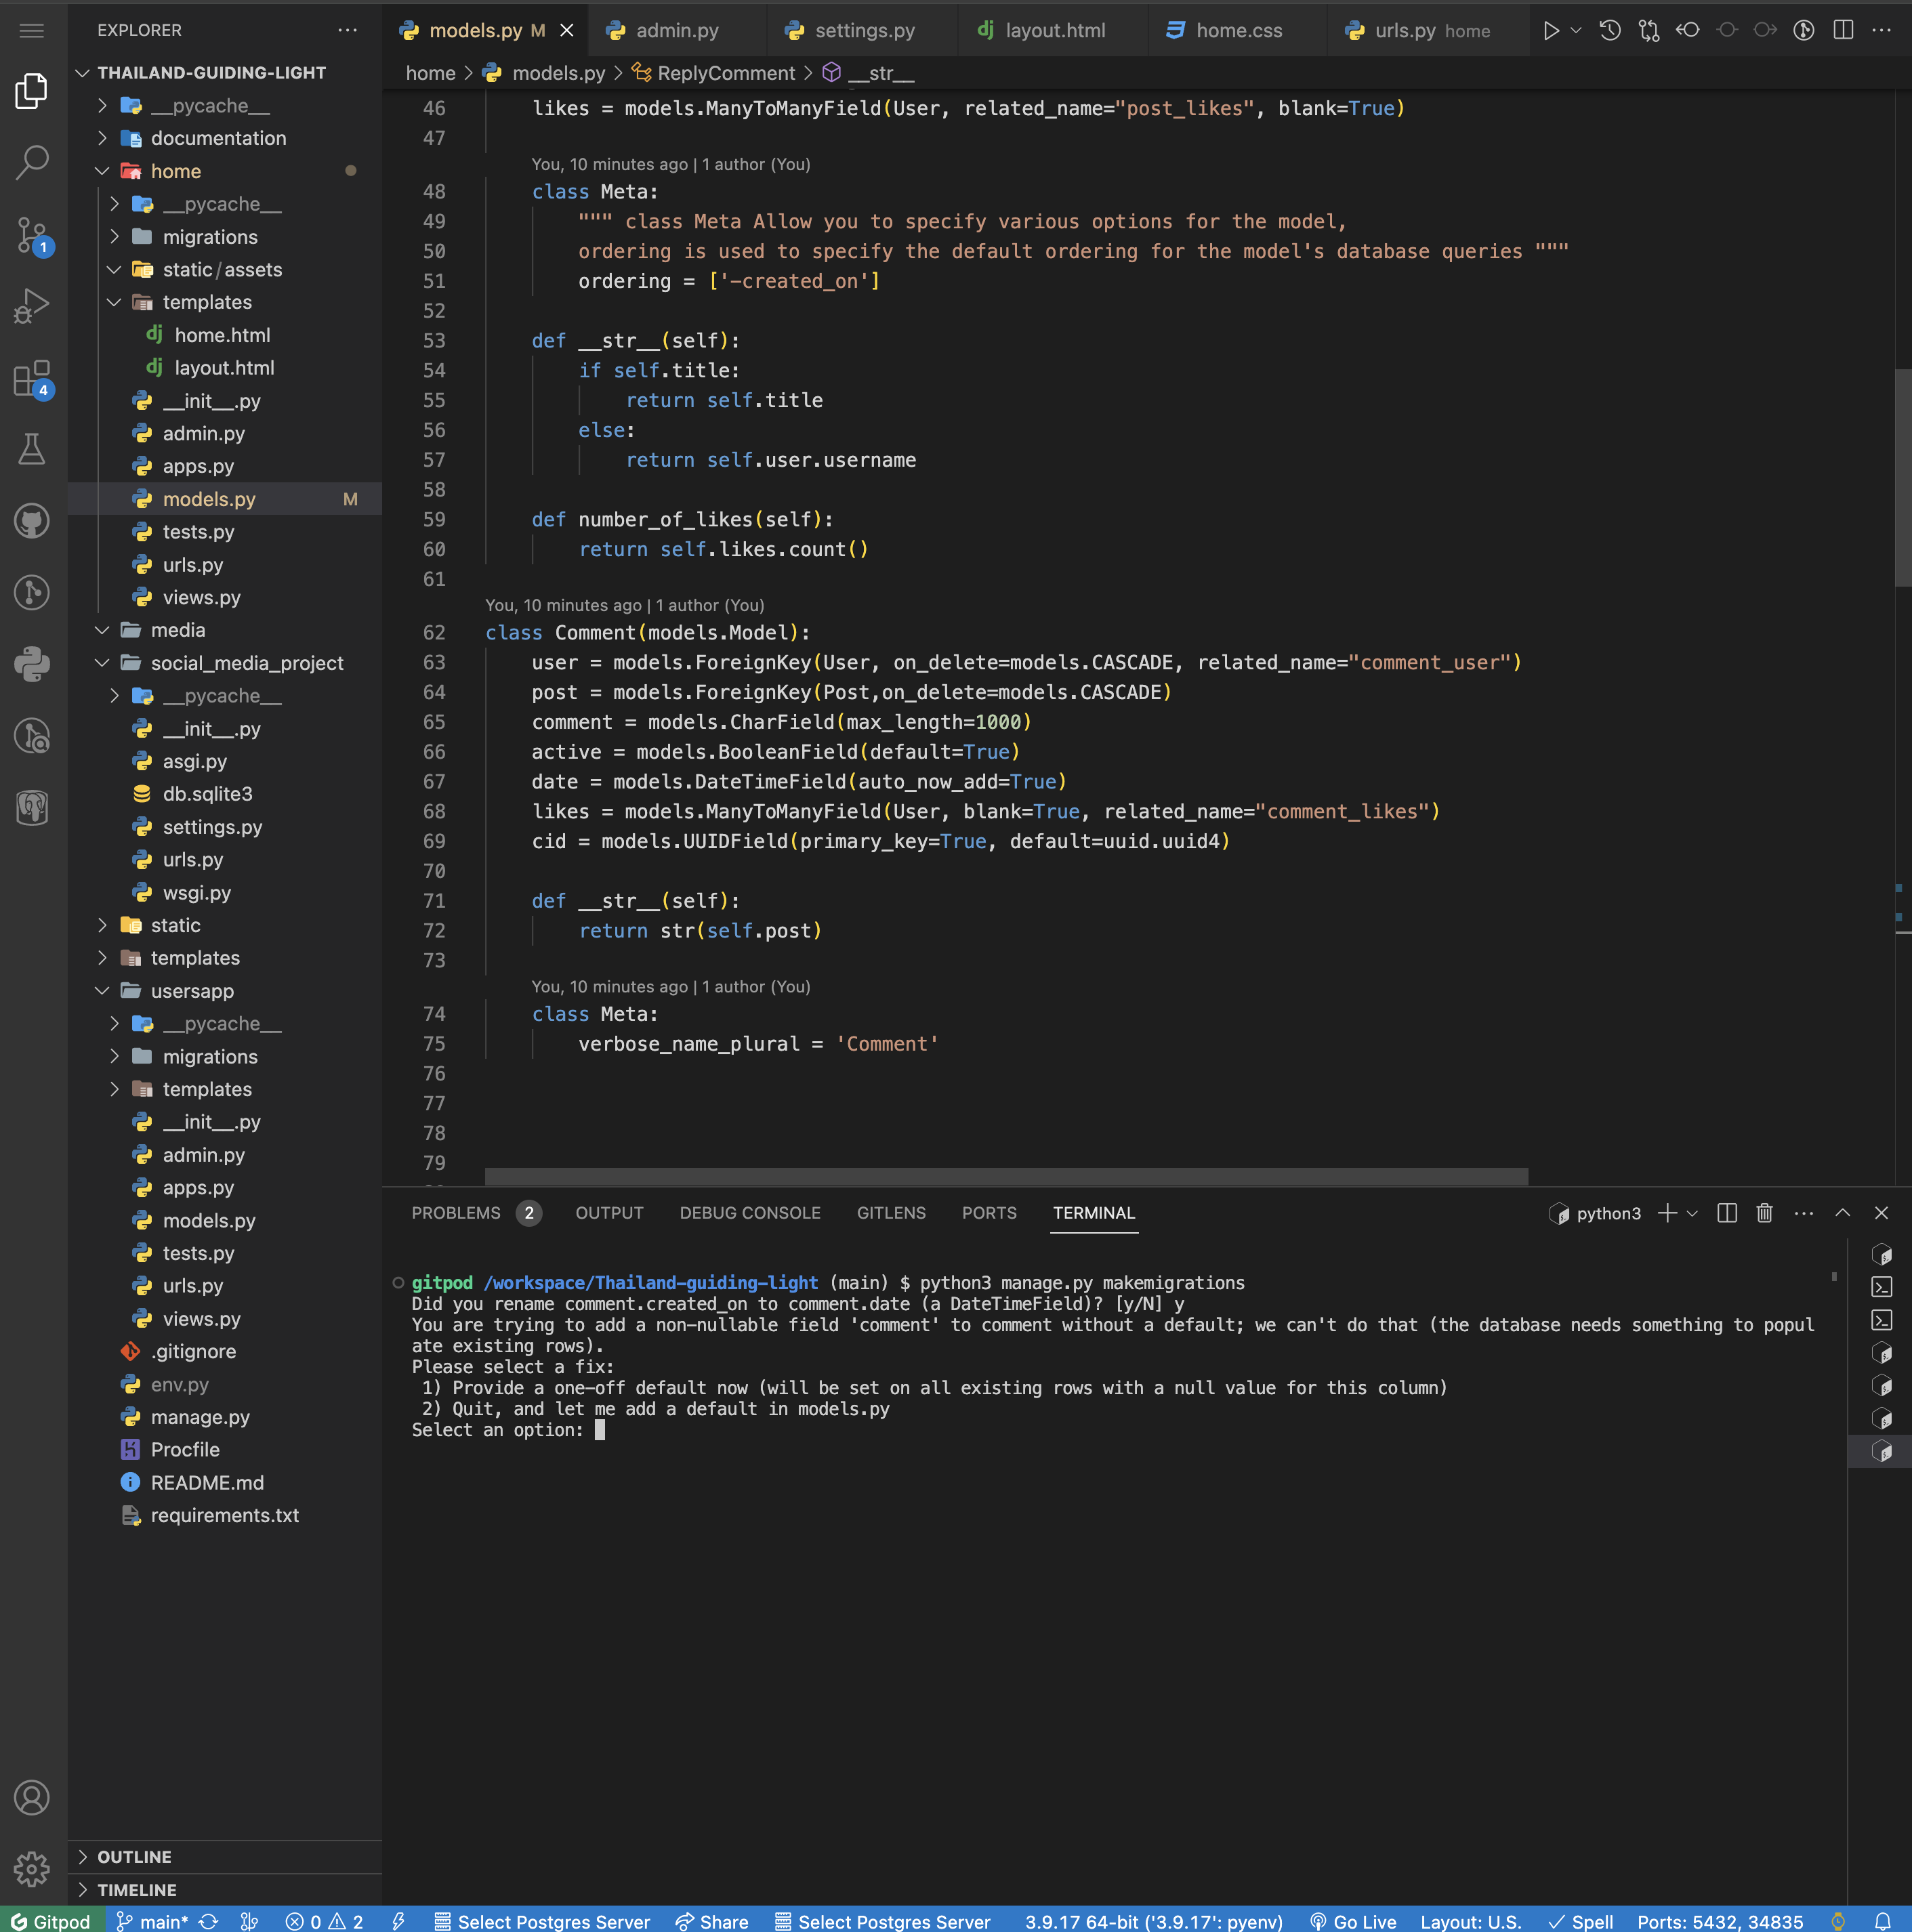 EXPLORER
THAILAND-GUIDING-LIGHT
__pycache__
documentation
home
__pycache__
migrations
static/assets
templates
home.html
layout.html
__init__.py
admin.py
apps.py
models.py M
tests.py
urls.py
views.py
media
social_media_project
__pycache__
__init__.py
asgi.py
db.sqlite3
settings.py
urls.py
wsgi.py
static
templates
usersapp
__pycache__
migrations
templates
__init__.py
admin.py
apps.py
models.py
tests.py
urls.py
views.py
.gitignore
env.py
manage.py
Procfile
README.md
requirements.txt
OUTLINE
TIMELINE
1
4
models.py M
admin.py
settings.py
layout.html
home.css
urls.py home
home > models.py > ReplyComment > __str__
46 likes = models.ManyToManyField(User, related_name="post_likes", blank=True)
47
You, 10 minutes ago | 1 author (You)
48 class Meta:
49 """ class Meta Allow you to specify various options for the model,
50 ordering is used to specify the default ordering for the model's database queries """
51 ordering = ['-created_on']
52
53 def __str__(self):
54 if self.title:
55 return self.title
56 else:
57 return self.user.username
58
59 def number_of_likes(self):
60 return self.likes.count()
61
You, 10 minutes ago | 1 author (You)
62 class Comment(models.Model):
63 user = models.ForeignKey(User, on_delete=models.CASCADE, related_name="comment_user")
64 post = models.ForeignKey(Post,on_delete=models.CASCADE)
65 comment = models.CharField(max_length=1000)
66 active = models.BooleanField(default=True)
67 date = models.DateTimeField(auto_now_add=True)
68 likes = models.ManyToManyField(User, blank=True, related_name="comment_likes")
69 cid = models.UUIDField(primary_key=True, default=uuid.uuid4)
70
71 def __str__(self):
72 return str(self.post)
73
You, 10 minutes ago | 1 author (You)
74 class Meta:
75 verbose_name_plural = 'Comment'
76
77
78
79
PROBLEMS 2 OUTPUT DEBUG CONSOLE GITLENS PORTS TERMINAL
python3
gitpod /workspace/Thailand-guiding-light (main) $ python3 manage.py makemigrations
Did you rename comment.created_on to comment.date (a DateTimeField)? [y/N] y
You are trying to add a non-nullable field 'comment' to comment without a default; we can't do that (the database needs something to popul
ate existing rows).
Please select a fix:
1) Provide a one-off default now (will be set on all existing rows with a null value for this column)
2) Quit, and let me add a default in models.py
Select an option:
Gitpod main* 0 2 Select Postgres Server Share Select Postgres Server 3.9.17 64-bit ('3.9.17': pyenv) Go Live Layout: U.S. Spell Ports: 5432, 34835